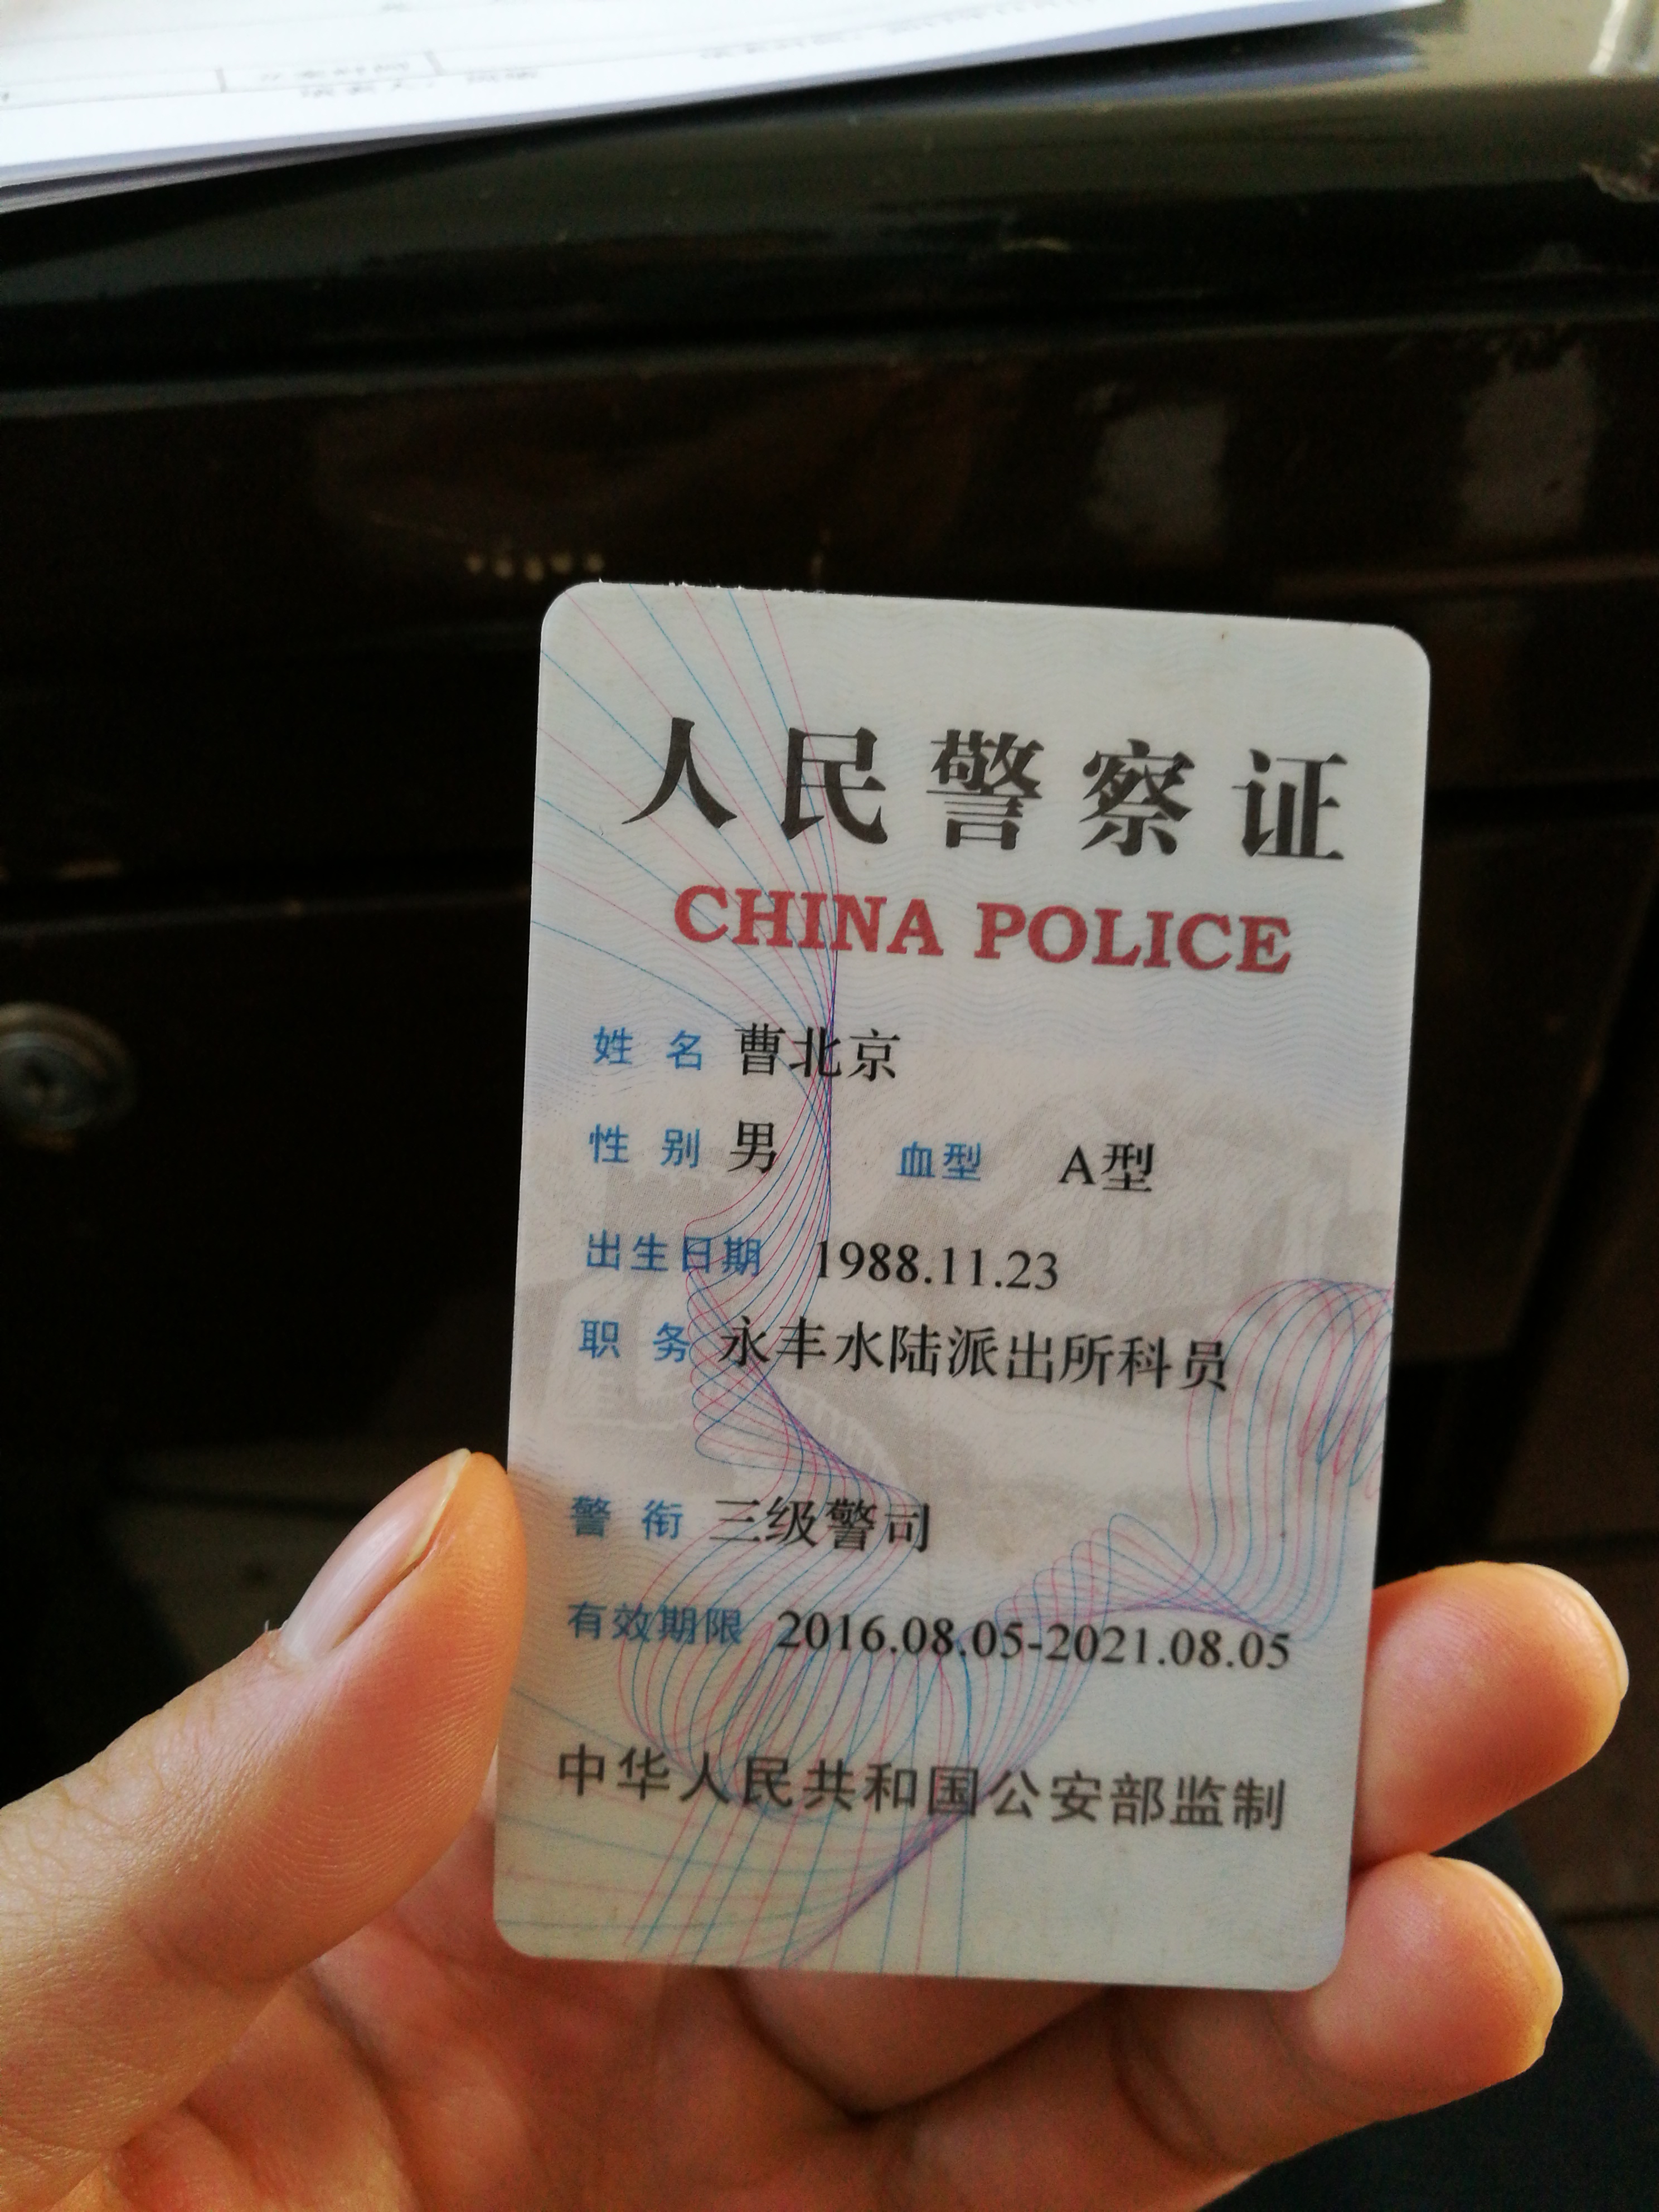 人民警察证
CHINA POLICE
姓 名 曹北京
性 别 男 血型 A型
出生日期 1988.11.23
职 务 永丰水陆派出所科员
警 衔 三级警司
有效期限 2016.08.05-2021.08.05
中华人民共和国公安部监制